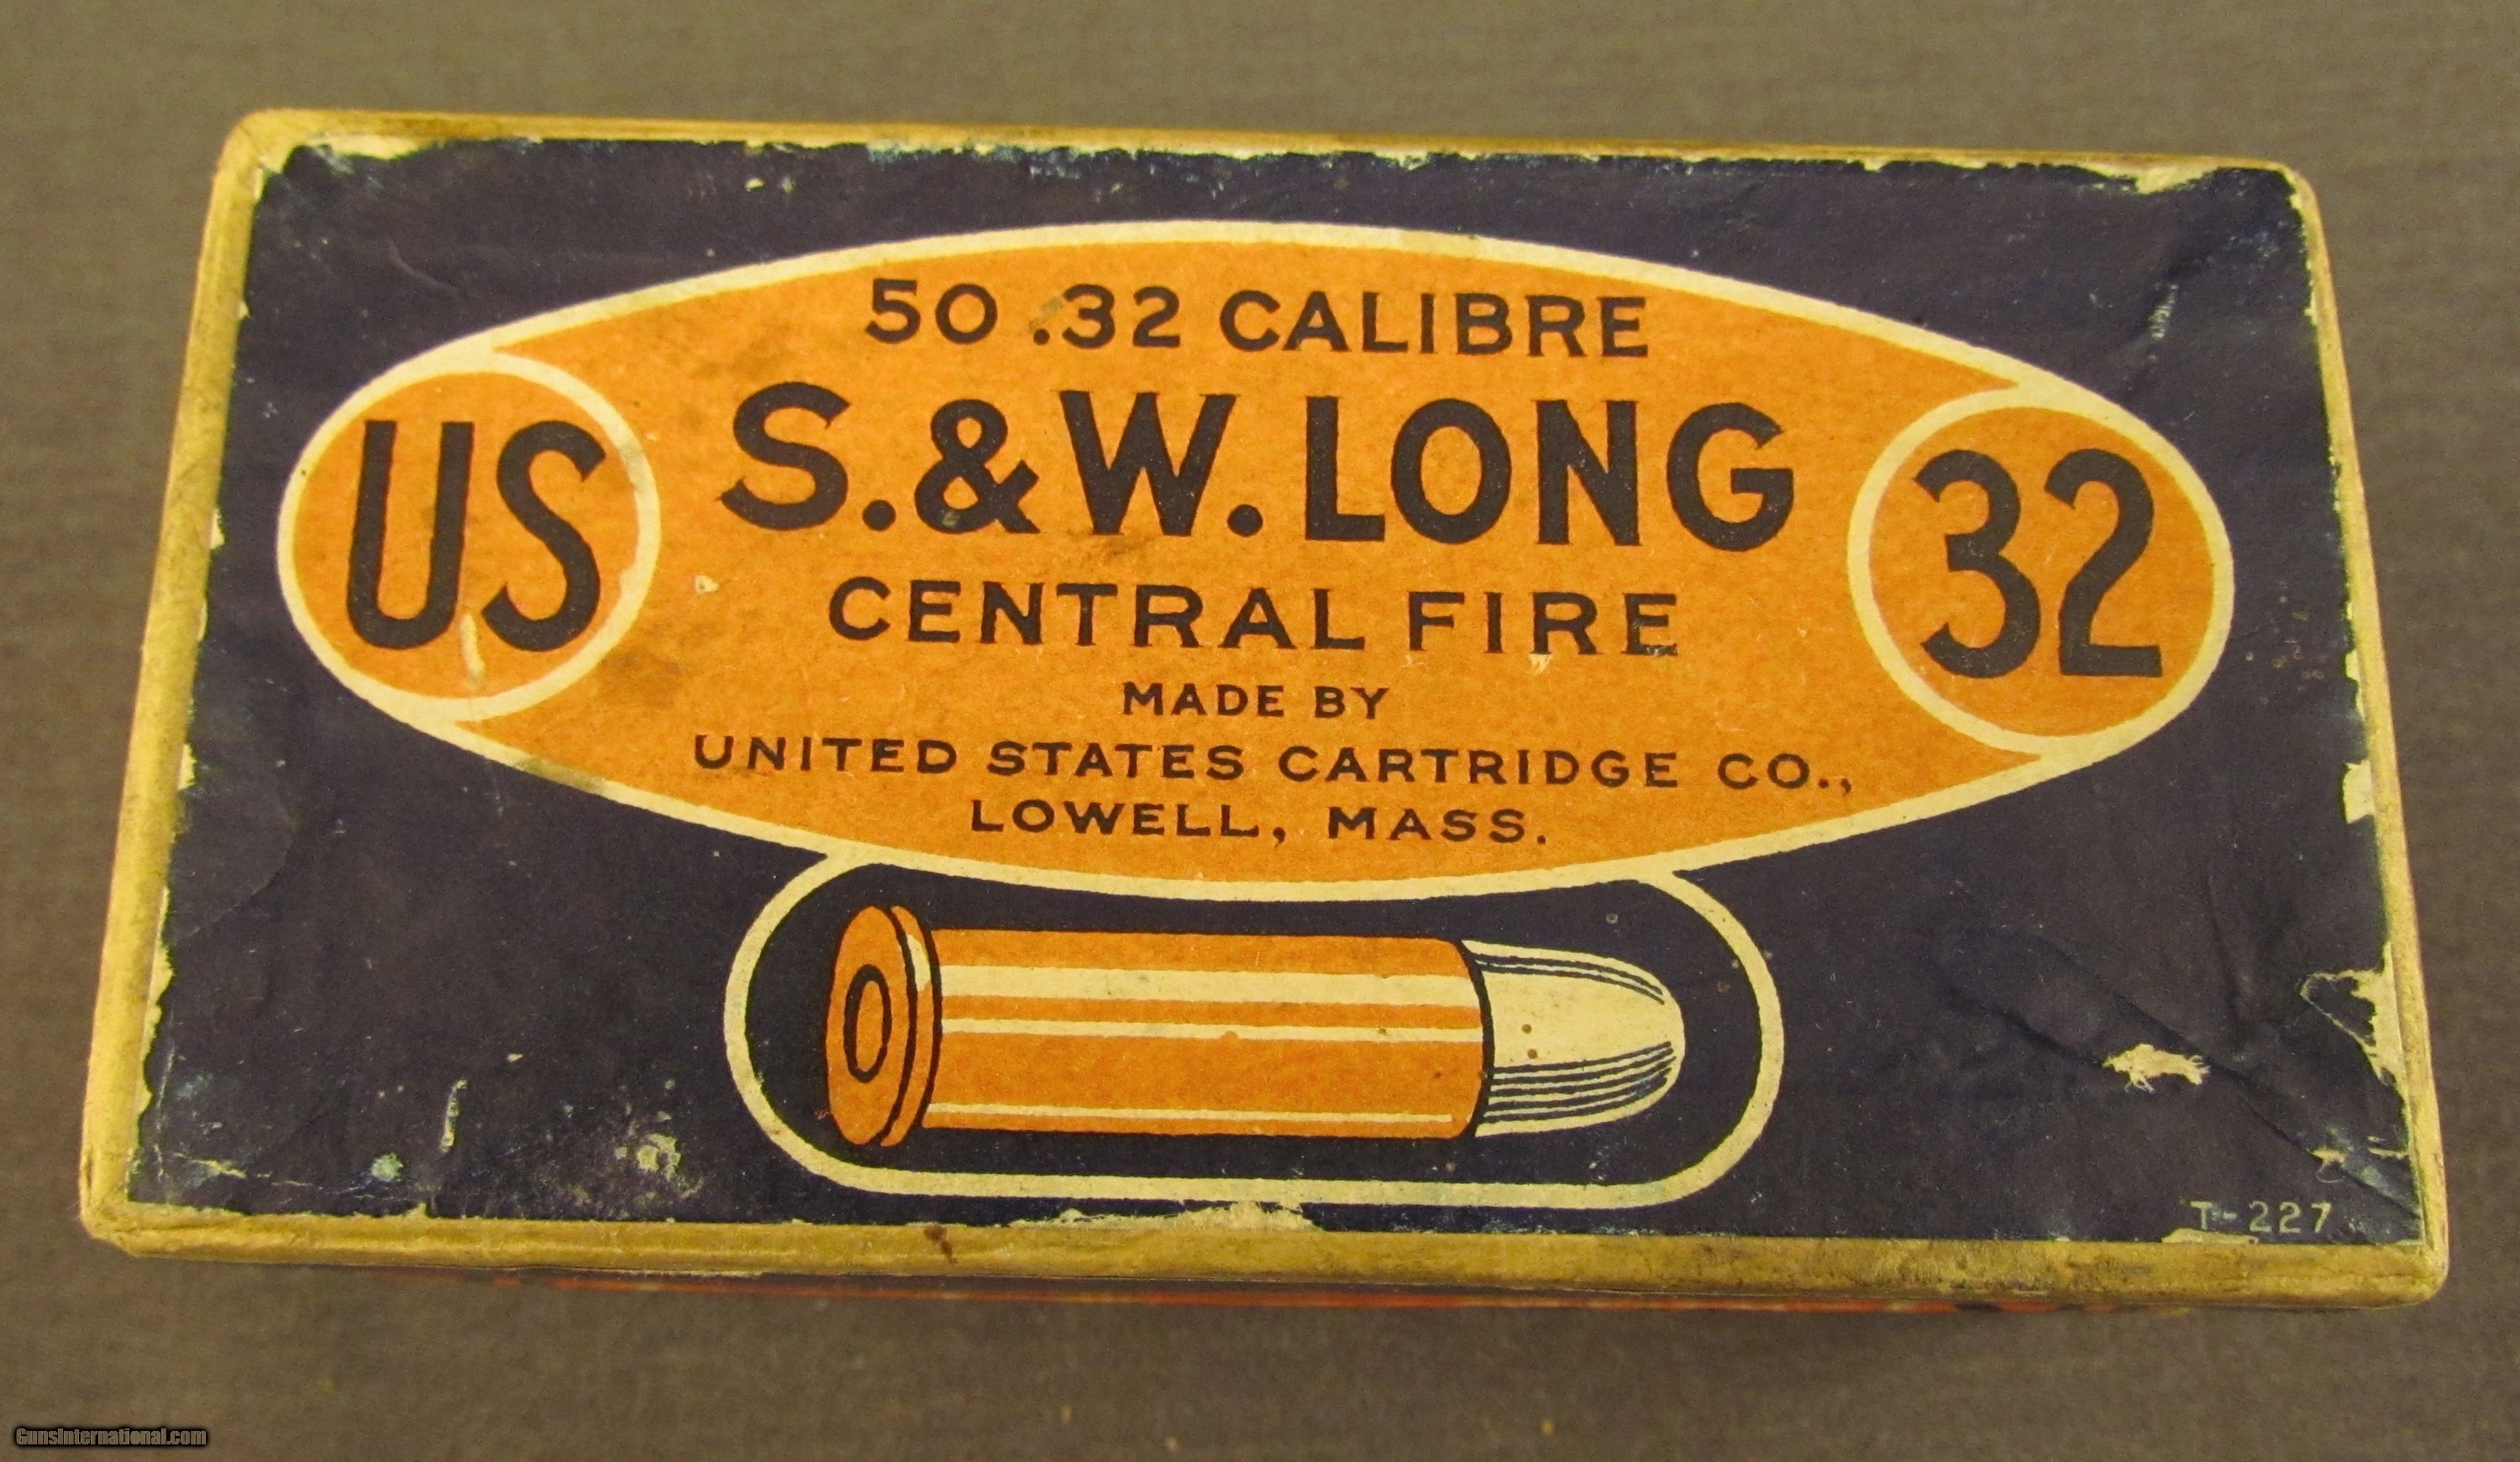 50 .32 CALIBRE
US
S.&W. LONG
32
CENTRAL FIRE
MADE BY
UNITED STATES CARTRIDGE CO.,
LOWELL, MASS.
T-227
GunsInternational.com